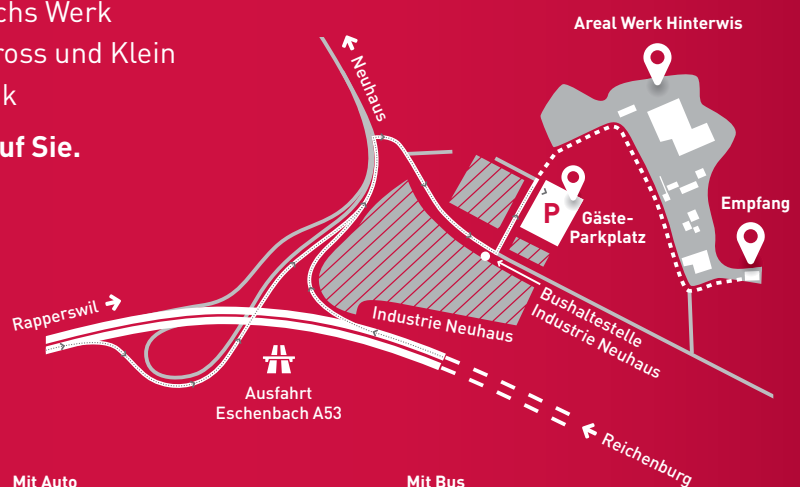 chs Werk
ross und Klein
k
uf Sie.
Areal Werk Hinterwis
Neuhaus
Empfang
P
Gäste-
Parkplatz
Rapperswil
Industrie Neuhaus
Bushaltestelle
Industrie Neuhaus
Ausfahrt
Eschenbach A53
Reichenburg
Mit Auto
Mit Bus